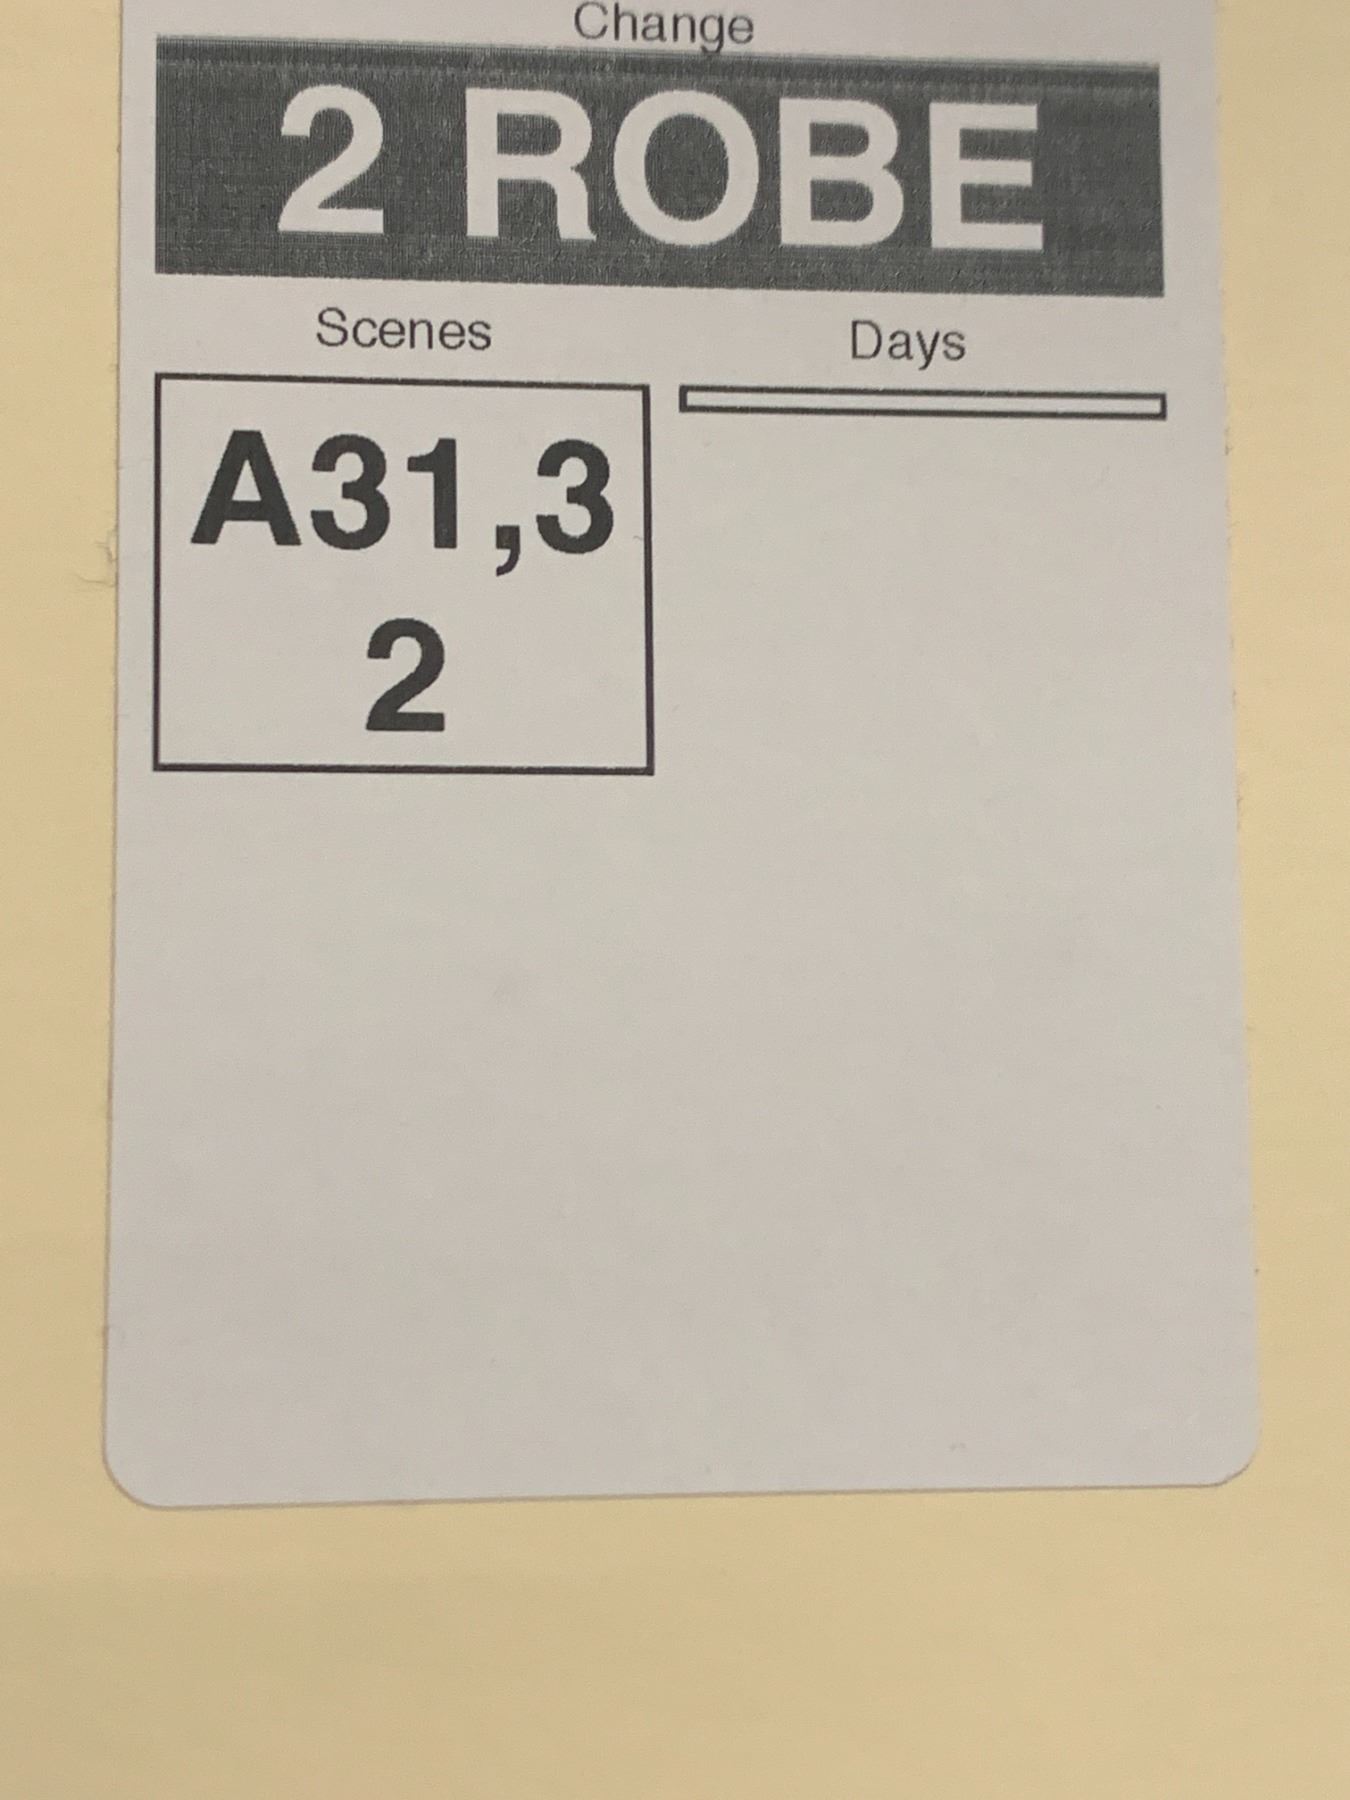 Change
2 ROBE
Scenes Days
A31,3
2